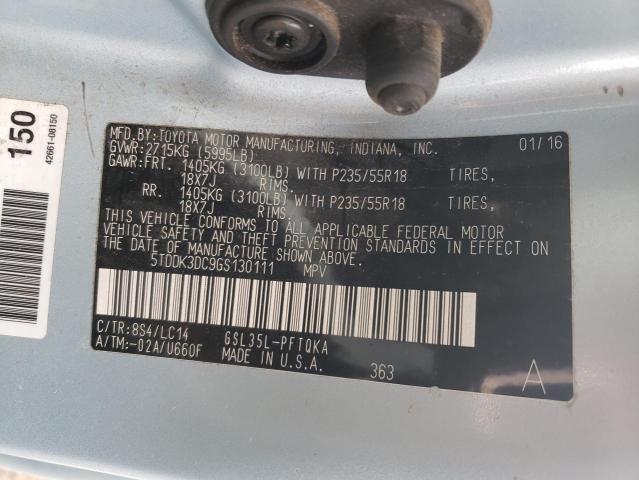 150
42661-08150
MFD.BY:TOYOTA MOTOR MANUFACTURING, INDIANA, INC. 01/16
GVWR:2715KG (5995LB)
GAWR:FRT. 1405KG (3100LB) WITH P235/55R18 TIRES,
18X7J RIMS.
RR. 1405KG (3100LB) WITH P235/55R18 TIRES,
18X7J RIMS.
THIS VEHICLE CONFORMS TO ALL APPLICABLE FEDERAL MOTOR
VEHICLE SAFETY AND THEFT PREVENTION STANDARDS IN EFFECT ON
THE DATE OF MANUFACTURE SHOWN ABOVE.
5TDDK3DC9GS130111 MPV
C/TR:8S4/LC14 GSL35L-PFTQKA
A/TM:-02A/U660F MADE IN U.S.A. 363
A